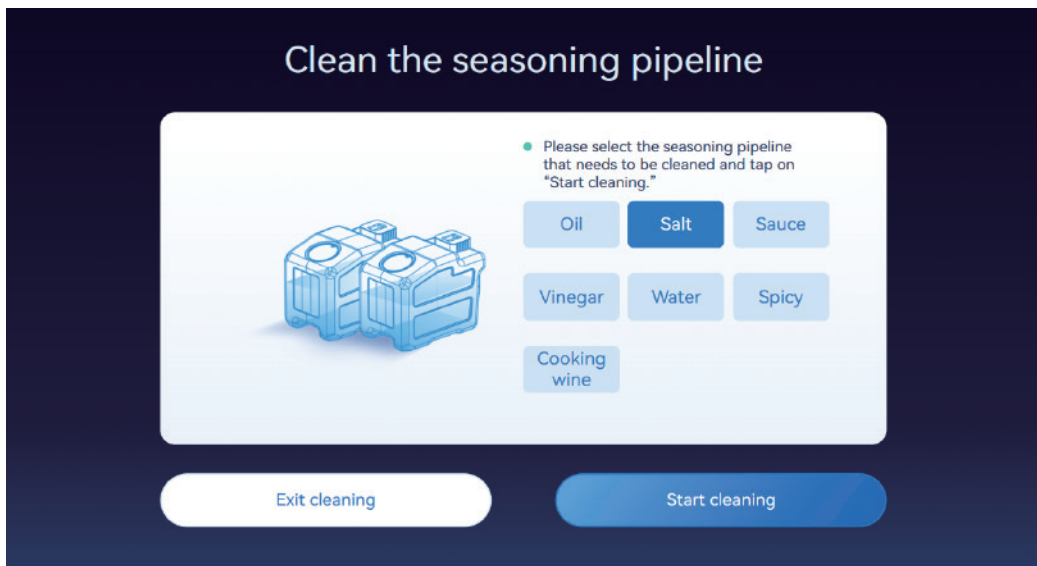 Clean the seasoning pipeline
Please select the seasoning pipeline
that needs to be cleaned and tap on
“Start cleaning.”
Oil
Salt
Sauce
Vinegar
Water
Spicy
Cooking
wine
Exit cleaning
Start cleaning